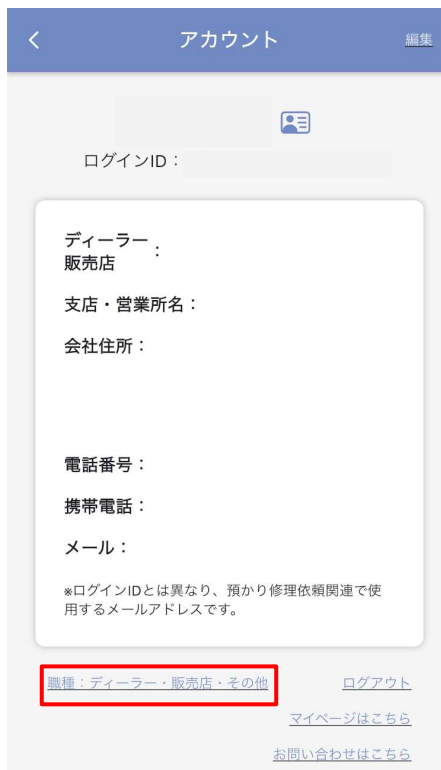 アカウント
編集
ログインID：
ディーラー
販売店 ：
支店・営業所名：
会社住所：
電話番号：
携帯電話：
メール：
※ログインIDとは異なり、預かり修理依頼関連で使
用するメールアドレスです。
職種：ディーラー・販売店・その他 ログアウト
マイページはこちら
お問い合わせはこちら